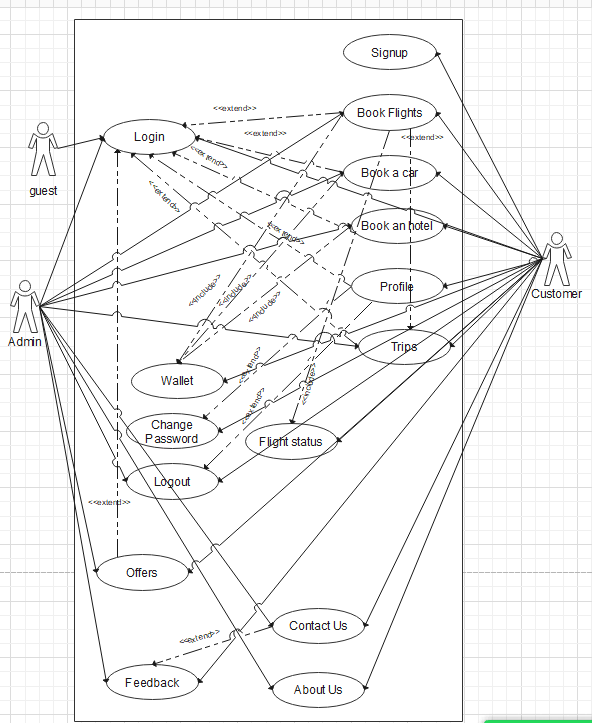 Signup
<<extend>>
Book Flights
Login
<<extend>>
<<extend>>
<<extend>>
Book a car
guest
<<extend>>
<<extend>>
Book an hotel
Profile
Customer
<<include>>
<<include>>
<<include>>
Admin
Trips
Wallet
<<extend>>
<<include>>
<<extend>>
Change
Password
Flight status
Logout
<<extend>>
Offers
Contact Us
<<extend>>
Feedback
About Us